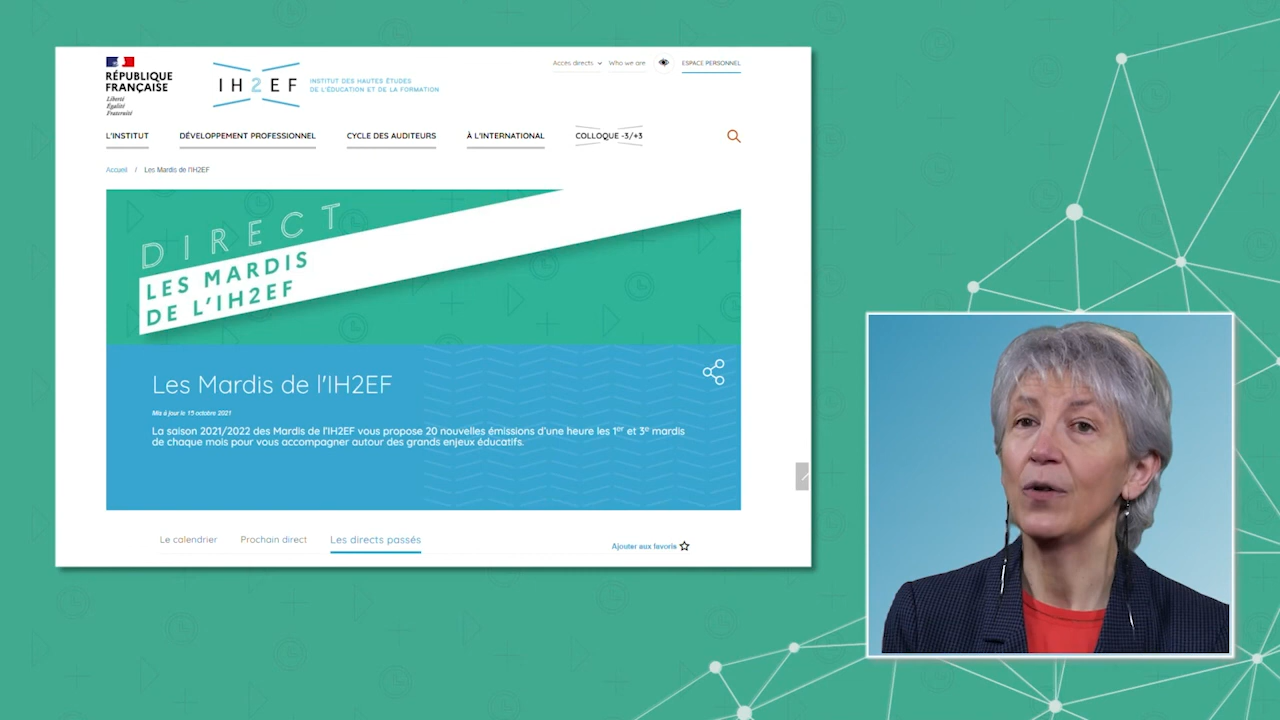 RÉPUBLIQUE
FRANÇAISE
Liberté
Égalité
Fraternité
IH2EF
INSTITUT DES HAUTES ÉTUDES
DE L'ÉDUCATION ET DE LA FORMATION
Accès directs
Who we are
ESPACE PERSONNEL
L'INSTITUT
DÉVELOPPEMENT PROFESSIONNEL
CYCLE DES AUDITEURS
À L'INTERNATIONAL
COLLOQUE -3/+3
Accueil / Les Mardis de l'IH2EF
DIRECT
LES MARDIS
DE L'IH2EF
Les Mardis de l'IH2EF
Mis à jour le 15 octobre 2021
La saison 2021/2022 des Mardis de l'IH2EF vous propose 20 nouvelles émissions d'une heure les 1er et 3e mardis
de chaque mois pour vous accompagner autour des grands enjeux éducatifs.
Le calendrier
Prochain direct
Les directs passés
Ajouter aux favoris